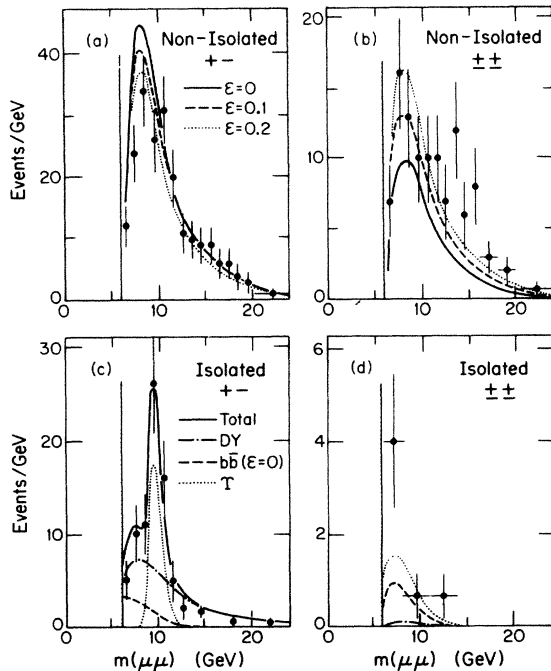 Events/GeV
40
20
0
(a)
Non-Isolated
+ −
ε=0
ε=0.1
ε=0.2
0
10
20
20
10
0
(b)
Non-Isolated
± ±
0
10
20
Events/GeV
30
20
10
0
(c)
Isolated
+ −
Total
DY
bb̄(ε=0)
ϒ
0
10
20
m(μμ) (GeV)
6
4
2
0
(d)
Isolated
± ±
0
10
20
m(μμ) (GeV)